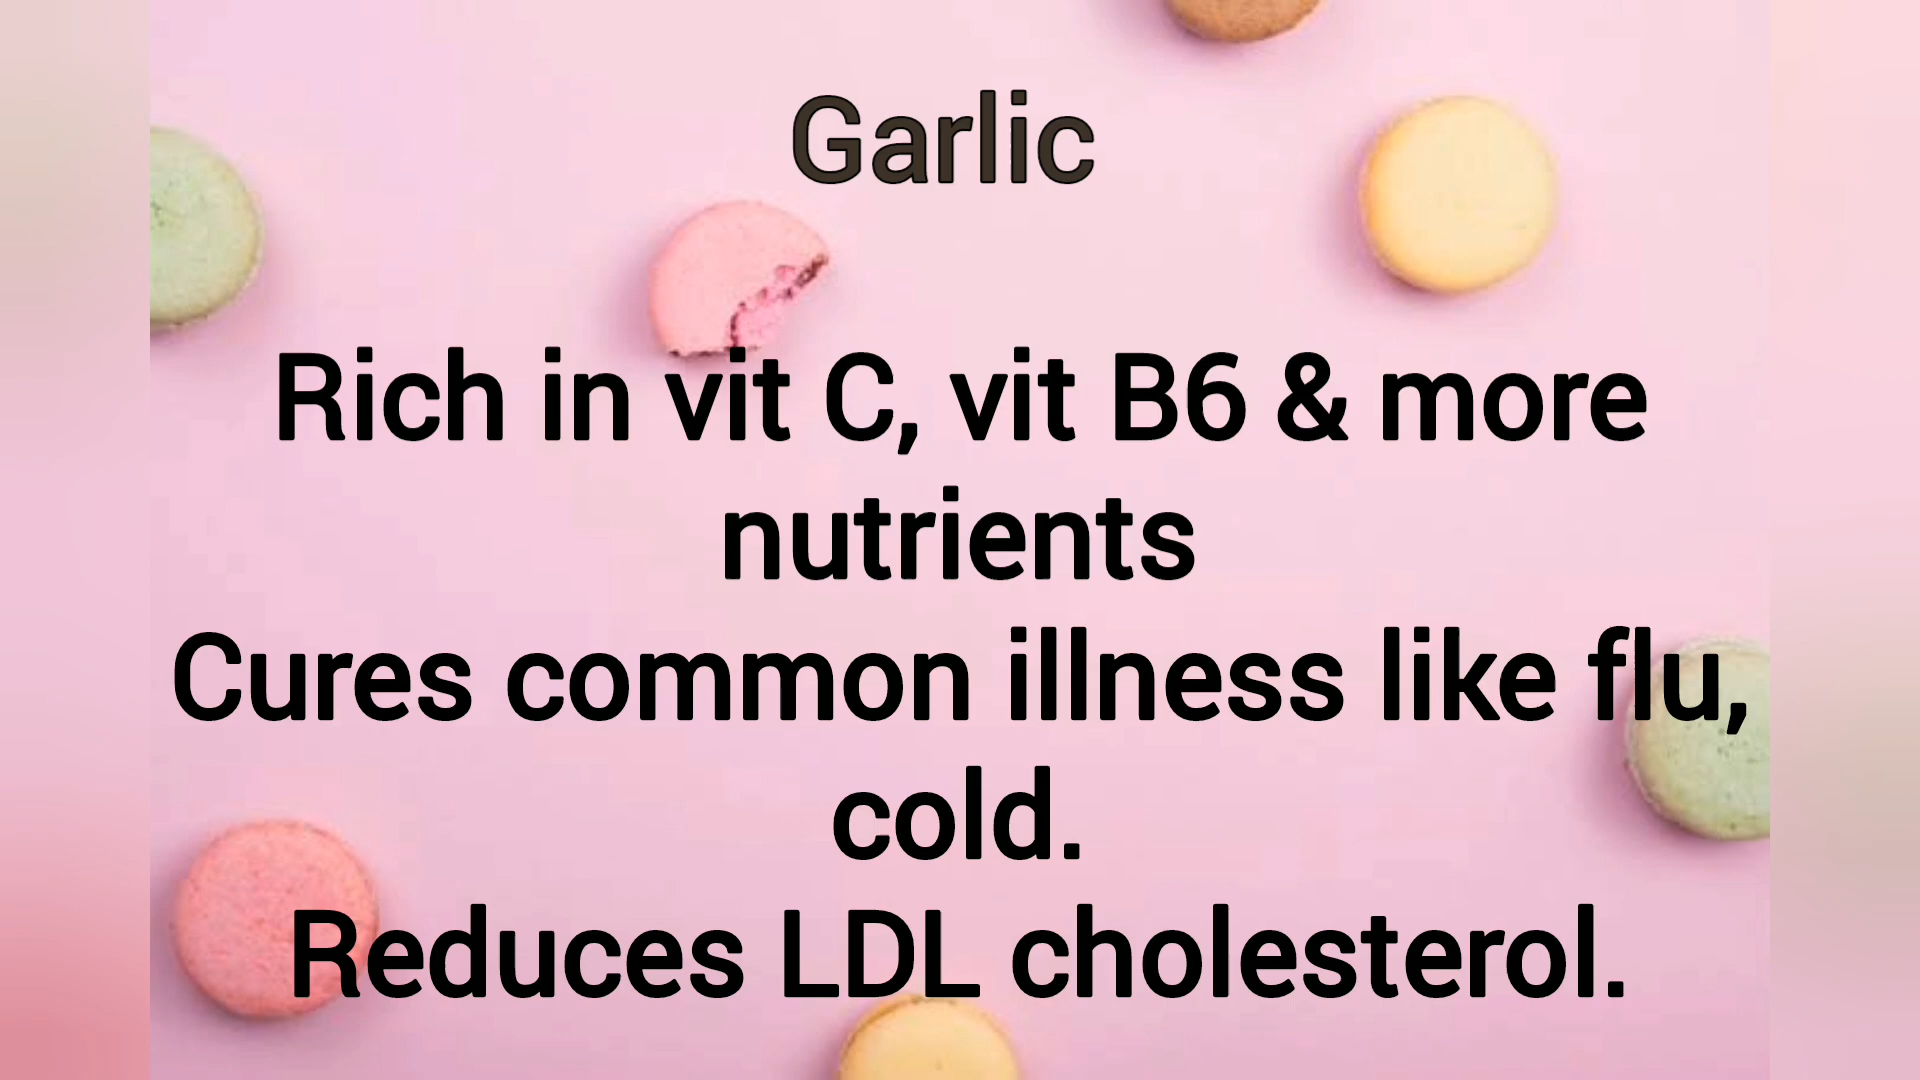 Garlic
Rich in vit C, vit B6 & more
nutrients
Cures common illness like flu,
cold.
Reduces LDL cholesterol.